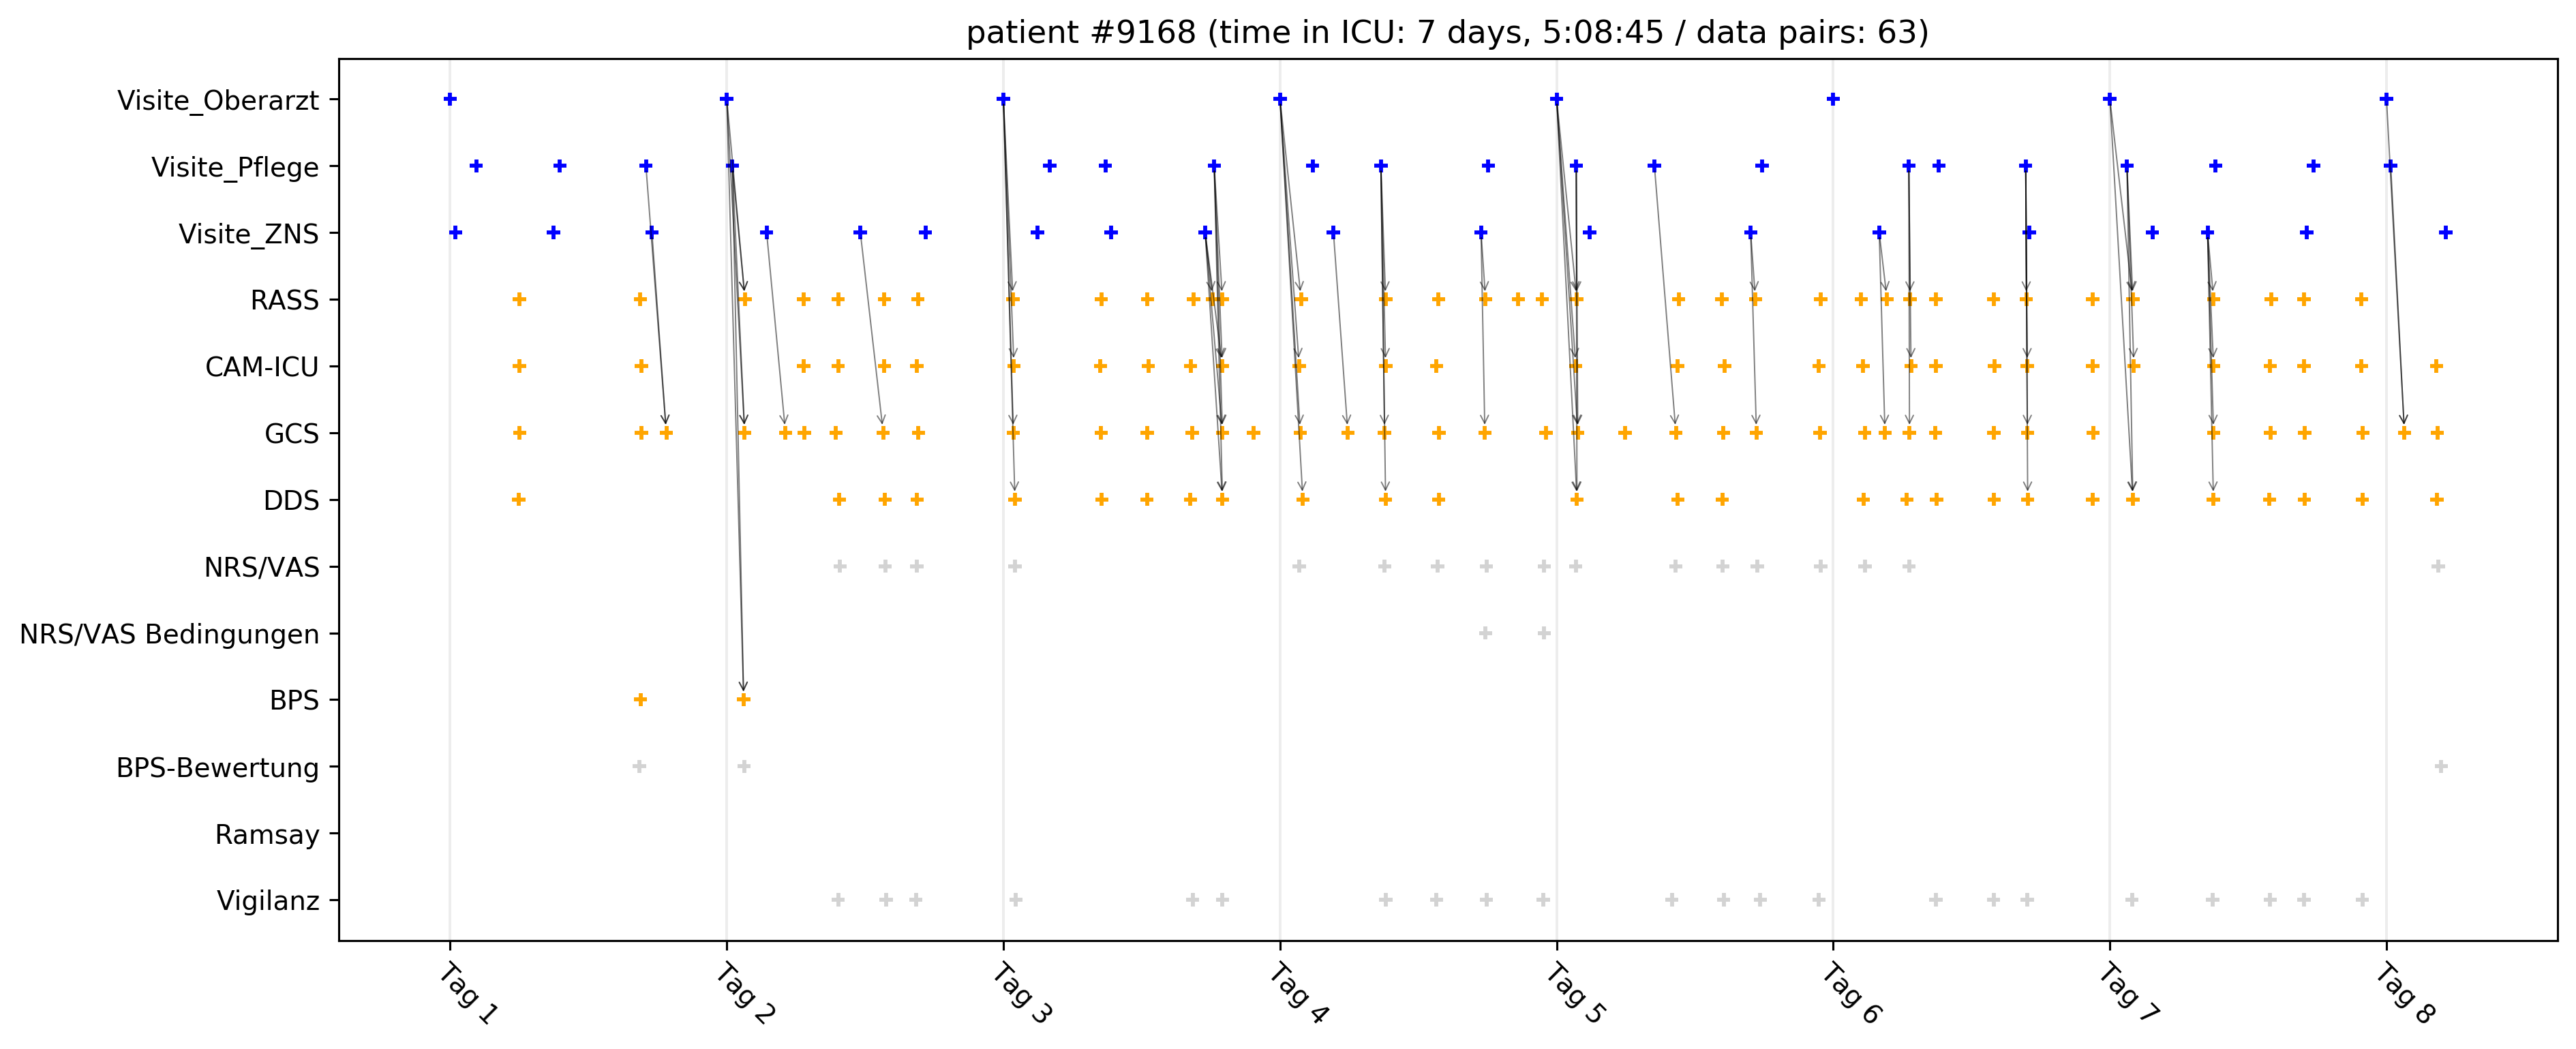 patient #9168 (time in ICU: 7 days, 5:08:45 / data pairs: 63)
Visite_Oberarzt
Visite_Pflege
Visite_ZNS
RASS
CAM-ICU
GCS
DDS
NRS/VAS
NRS/VAS Bedingungen
BPS
BPS-Bewertung
Ramsay
Vigilanz
Tag 1
Tag 2
Tag 3
Tag 4
Tag 5
Tag 6
Tag 7
Tag 8